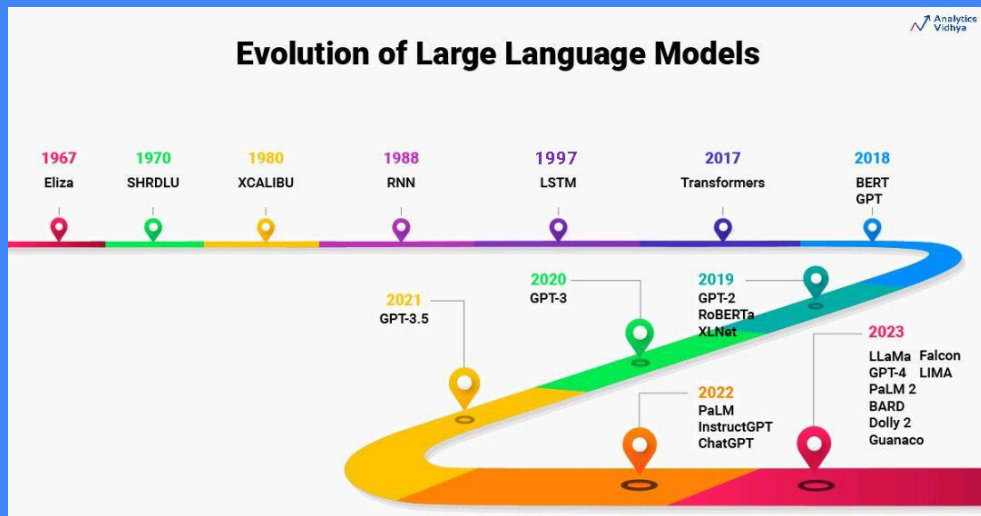 Analytics
Vidhya
Evolution of Large Language Models
1967
Eliza
1970
SHRDLU
1980
XCALIBU
1988
RNN
1997
LSTM
2017
Transformers
2018
BERT
GPT
2019
GPT-2
RoBERTa
XLNet
2020
GPT-3
2021
GPT-3.5
2022
PaLM
InstructGPT
ChatGPT
2023
LLaMa Falcon
GPT-4 LIMA
PaLM 2
BARD
Dolly 2
Guanaco